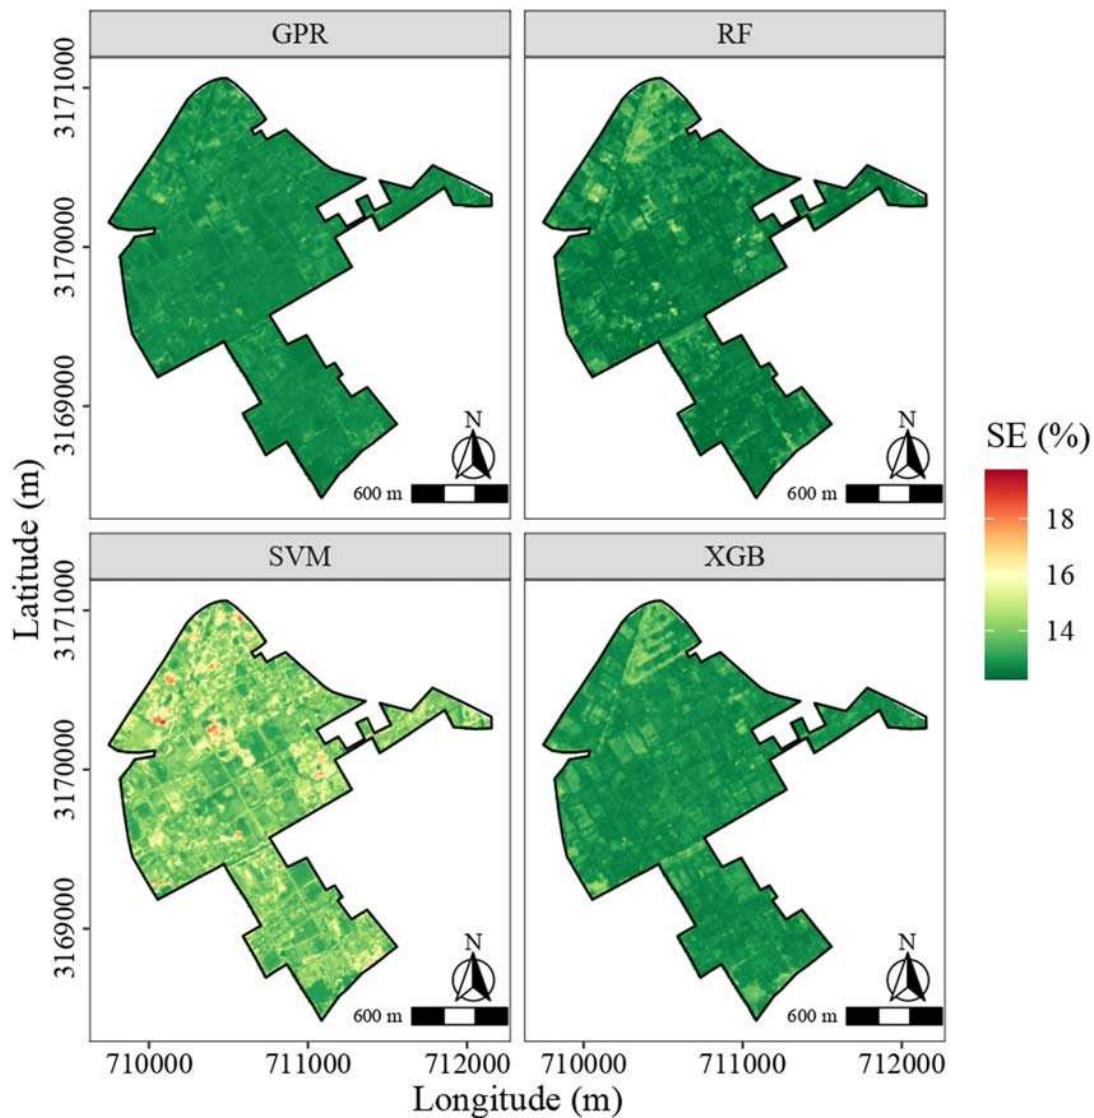 GPR
RF
3171000
3170000
3169000
N
600 m
N
600 m
SE (%)
18
16
14
Latitude (m)
SVM
XGB
3171000
3170000
3169000
N
600 m
N
600 m
710000
711000
712000
710000
711000
712000
Longitude (m)